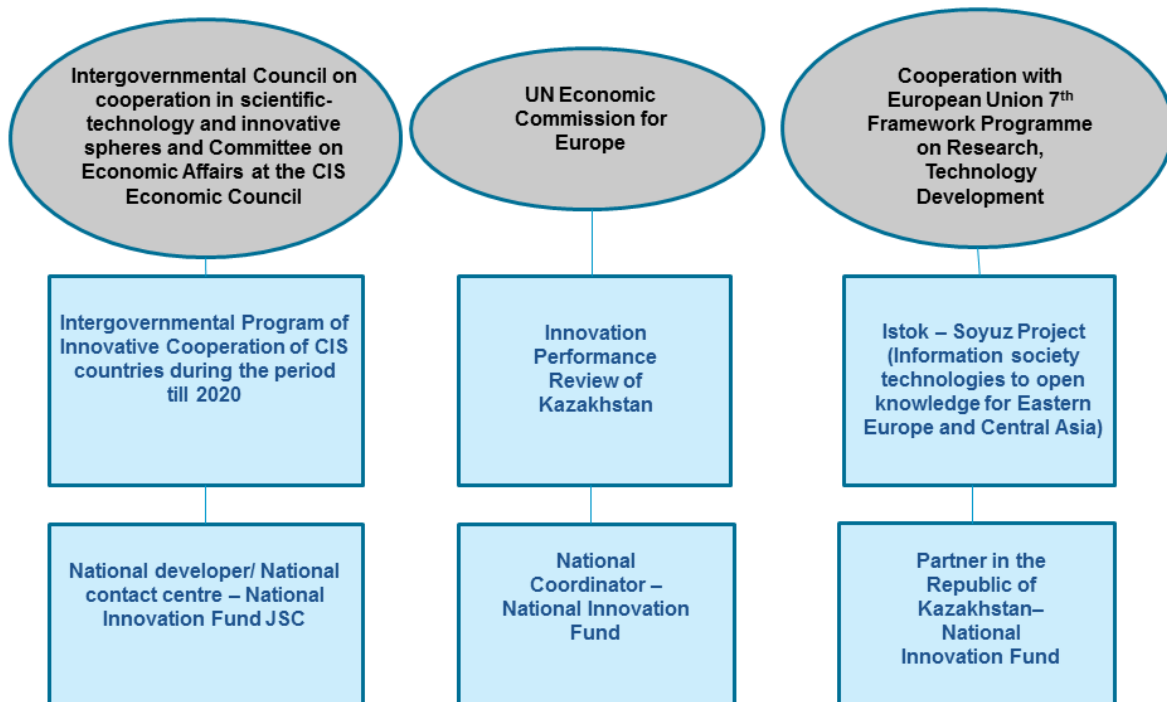 Intergovernmental Council on
cooperation in scientific-
technology and innovative
spheres and Committee on
Economic Affairs at the CIS
Economic Council
UN Economic
Commission for
Europe
Cooperation with
European Union 7th
Framework Programme
on Research,
Technology
Development
Intergovernmental Program of
Innovative Cooperation of CIS
countries during the period
till 2020
Innovation
Performance
Review of
Kazakhstan
Istok – Soyuz Project
(Information society
technologies to open
knowledge for Eastern
Europe and Central Asia)
National developer/ National
contact centre – National
Innovation Fund JSC
National
Coordinator –
National Innovation
Fund
Partner in the
Republic of
Kazakhstan–
National
Innovation Fund